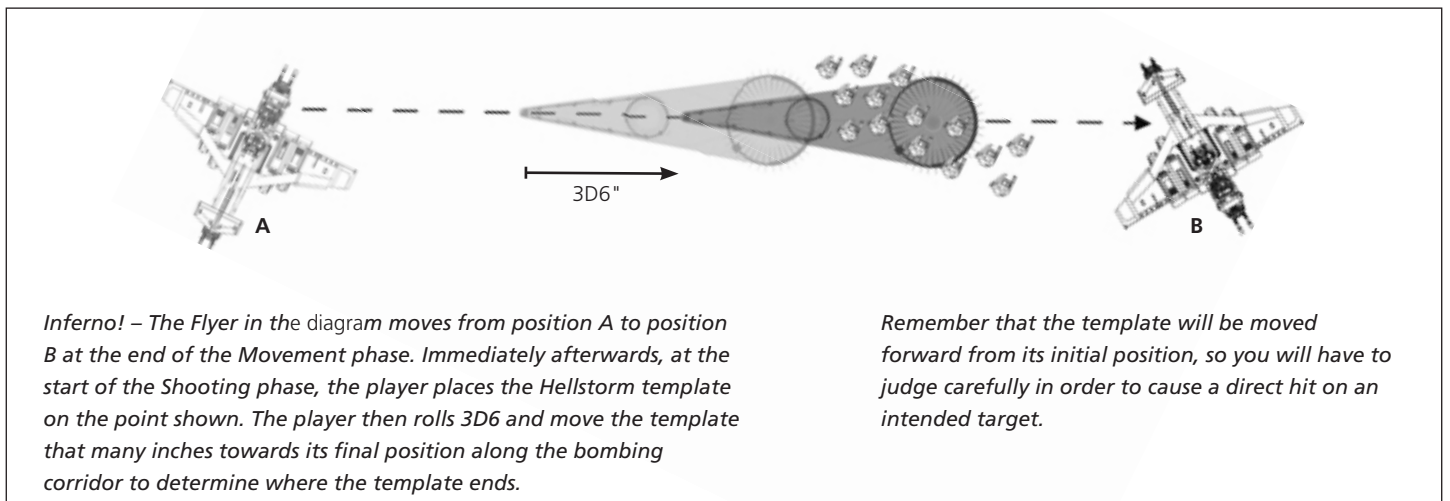 A
3D6"
B
Inferno! – The Flyer in the diagram moves from position A to position
B at the end of the Movement phase. Immediately afterwards, at the
start of the Shooting phase, the player places the Hellstorm template
on the point shown. The player then rolls 3D6 and move the template
that many inches towards its final position along the bombing
corridor to determine where the template ends.
Remember that the template will be moved
forward from its initial position, so you will have to
judge carefully in order to cause a direct hit on an
intended target.